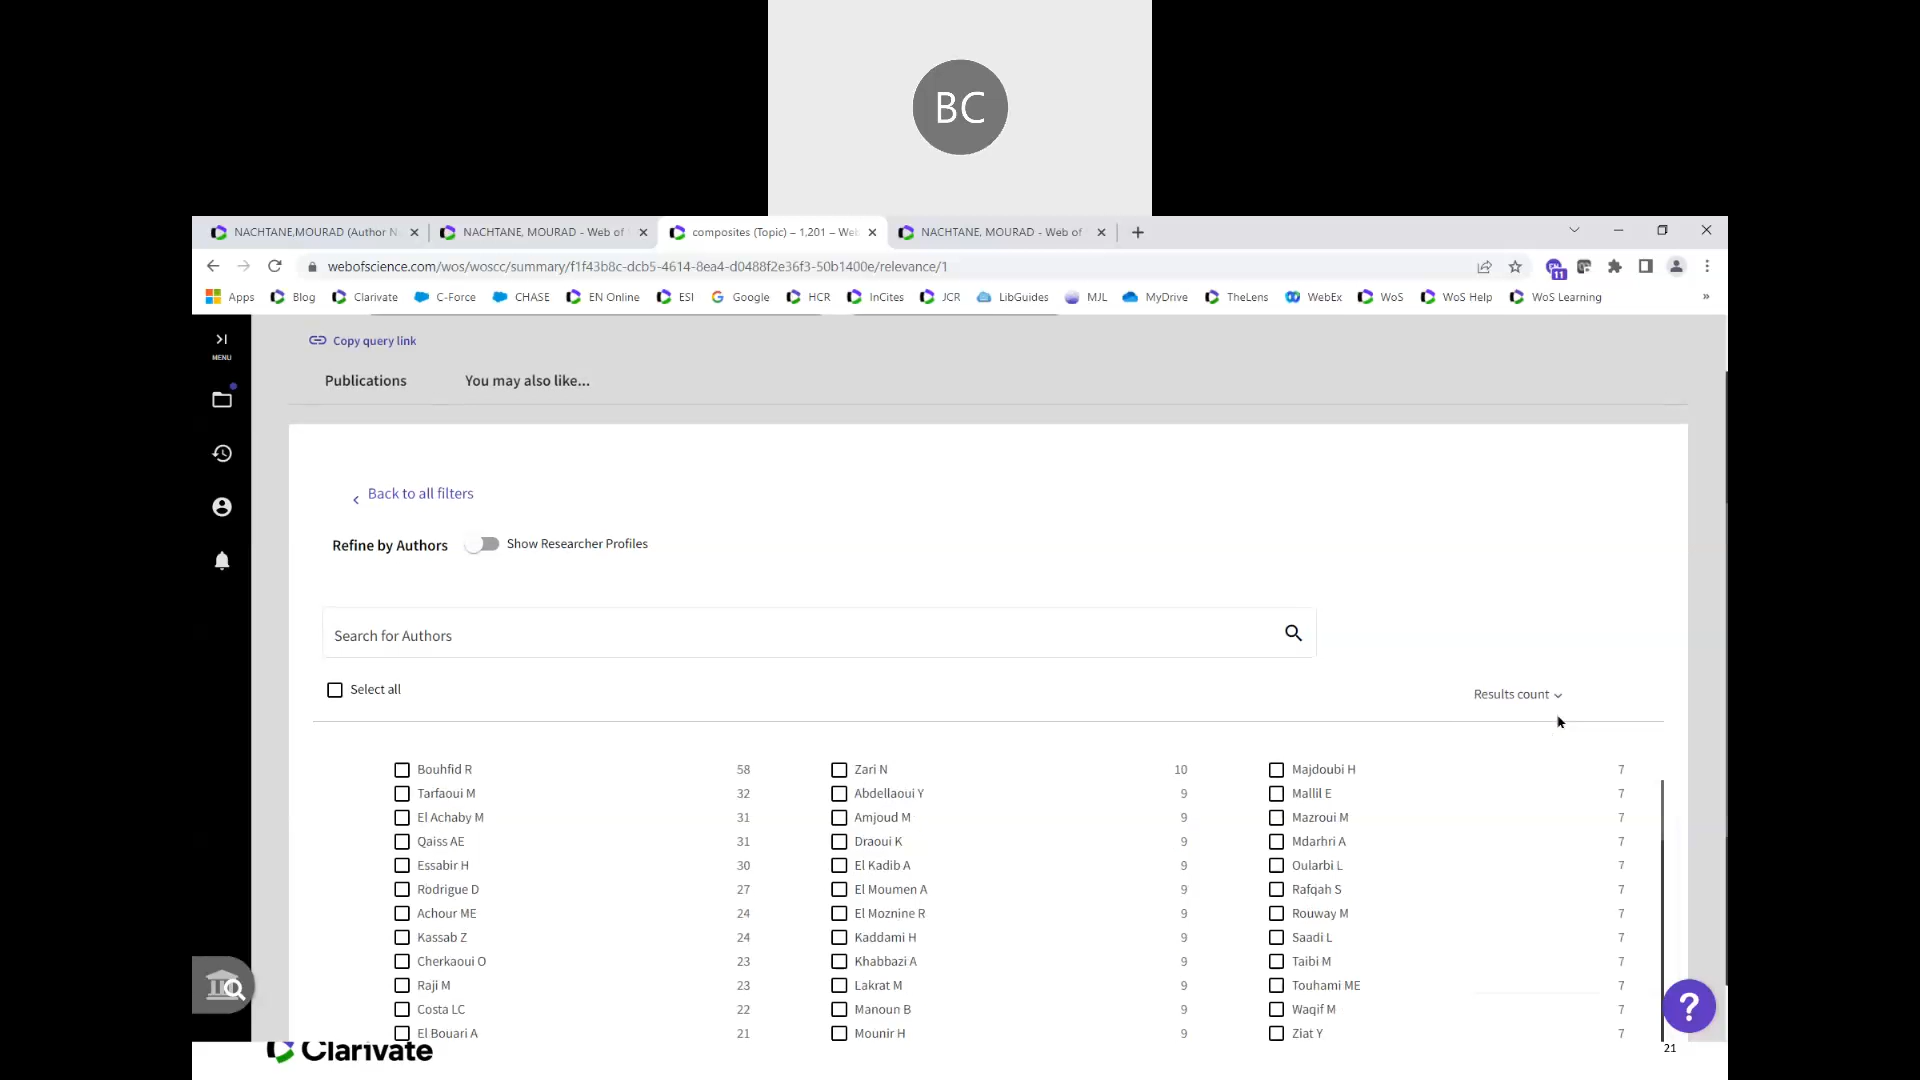 BC
NACHTANE,MOURAD (Author N
NACHTANE, MOURAD - Web of
composites (Topic) – 1,201 – Web
NACHTANE, MOURAD - Web of
webofscience.com/wos/woscc/summary/f1f43b8c-dcb5-4614-8ea4-d0488f2e36f3-50b1400e/relevance/1
11
Apps Blog Clarivate C-Force CHASE EN Online ESI Google HCR InCites JCR LibGuides MJL MyDrive TheLens WebEx WoS WoS Help WoS Learning »
MENU
Copy query link
Publications You may also like...
Back to all filters
Refine by Authors Show Researcher Profiles
Search for Authors
Select all
Results count
Bouhfid R 58 Zari N 10 Majdoubi H 7
Tarfaoui M 32 Abdellaoui Y 9 Mallil E 7
El Achaby M 31 Amjoud M 9 Mazroui M 7
Qaiss AE 31 Draoui K 9 Mdarhri A 7
Essabir H 30 El Kadib A 9 Oularbi L 7
Rodrigue D 27 El Moumen A 9 Rafqah S 7
Achour ME 24 El Moznine R 9 Rouway M 7
Kassab Z 24 Kaddami H 9 Saadi L 7
Cherkaoui O 23 Khabbazi A 9 Taibi M 7
Raji M 23 Lakrat M 9 Touhami ME 7
Costa LC 22 Manoun B 9 Waqif M 7
El Bouari A 21 Mounir H 9 Ziat Y 7
?
Clarivate
21